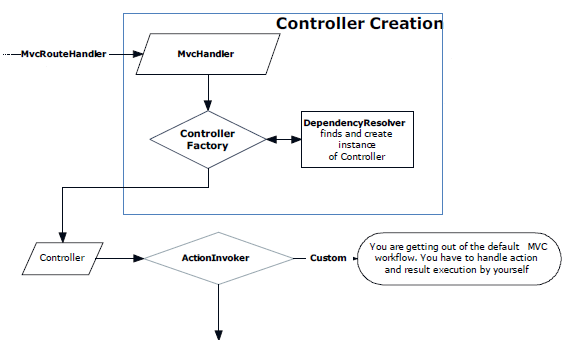 Controller Creation
MvcRouteHandler
MvcHandler
Controller
Factory
DependencyResolver
finds and create
instance
of Controller
Controller
ActionInvoker
Custom
You are getting out of the default MVC
workflow. You have to handle action
and result execution by yourself